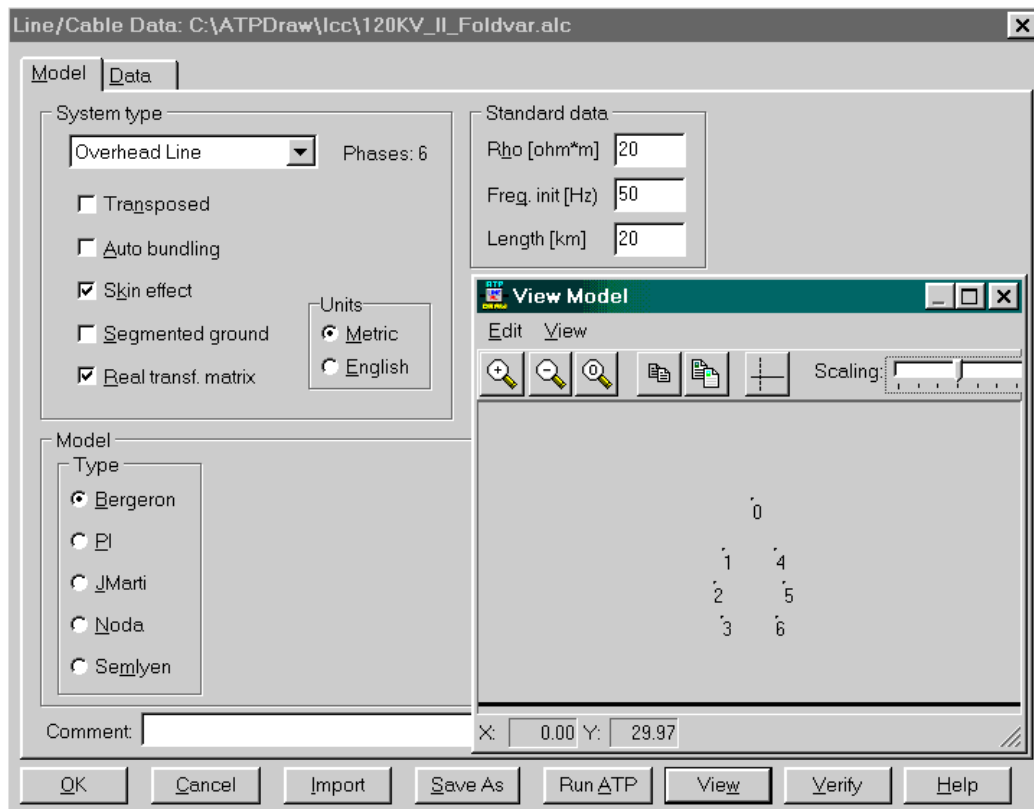 Line/Cable Data: C:\ATPDraw\lcc\120KV_II_Foldvar.alc
Model Data
System type
Overhead Line Phases: 6
Transposed
Auto bundling
Skin effect
Segmented ground
Real transf. matrix
Units
Metric
English
Standard data
Rho [ohm*m] 20
Freq. init [Hz) 50
Length [km] 20
Model
Type
Bergeron
PI
JMarti
Noda
Semlyen
View Model
Edit View
Scaling:
0
1 4
2 5
3 6
X: 0.00 Y: 29.97
Comment:
OK Cancel Import Save As Run ATP View Verify Help